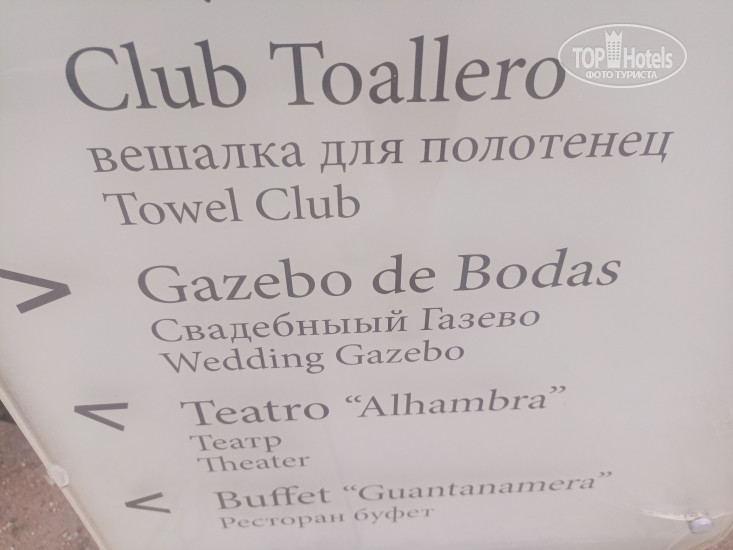 Club Toallero
TOP Hotels
ФОТО ТУРИСТА
вешалка для полотенец
Towel Club
> Gazebo de Bodas
Свадебныый Газево
Wedding Gazebo
< Teatro “Alhambra”
Театр
Theater
< Buffet “Guantanamera”
Ресторан буфет